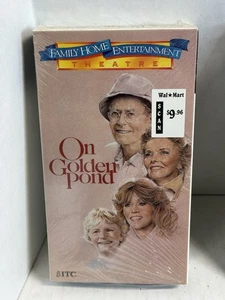 FAMILY HOME ENTERTAINMENT
THEATRE
Wal★Mart
SCAN
$9.96
On
Golden
Pond
ITC